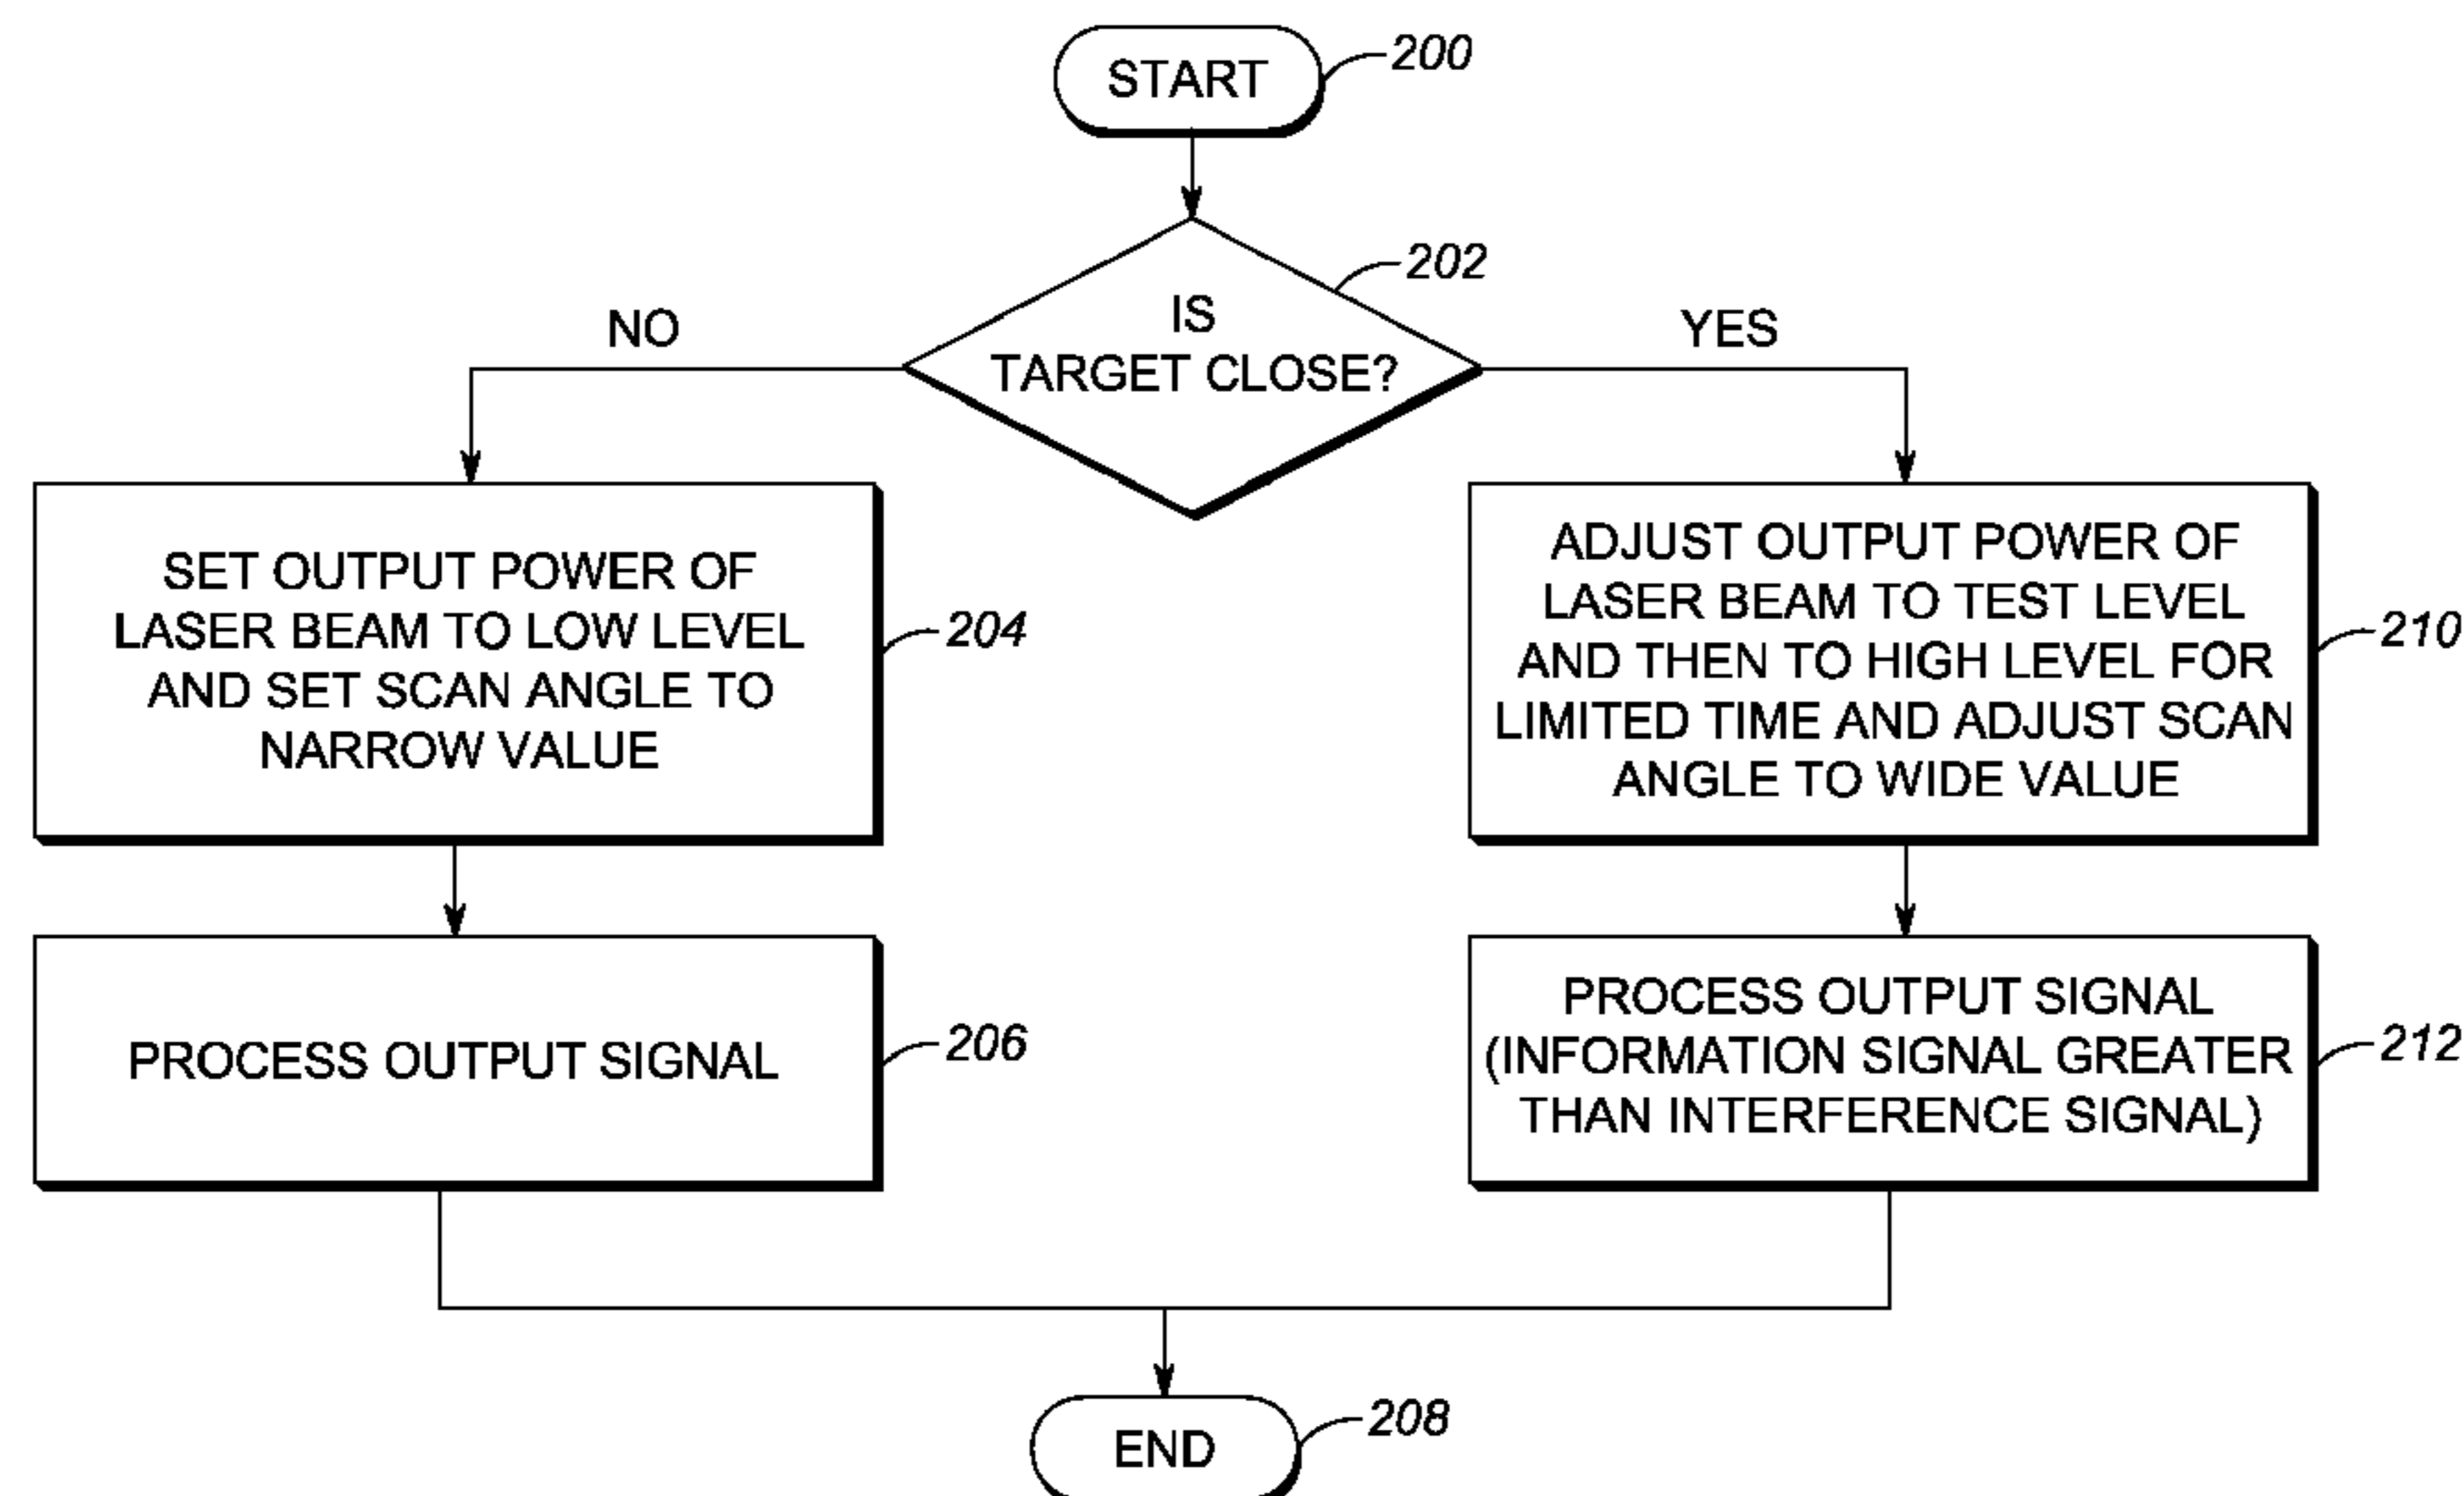 START
200
IS
TARGET CLOSE?
202
NO
YES
SET OUTPUT POWER OF
LASER BEAM TO LOW LEVEL
AND SET SCAN ANGLE TO
NARROW VALUE
204
ADJUST OUTPUT POWER OF
LASER BEAM TO TEST LEVEL
AND THEN TO HIGH LEVEL FOR
LIMITED TIME AND ADJUST SCAN
ANGLE TO WIDE VALUE
210
PROCESS OUTPUT SIGNAL
206
PROCESS OUTPUT SIGNAL
(INFORMATION SIGNAL GREATER
THAN INTERFERENCE SIGNAL)
212
END
208